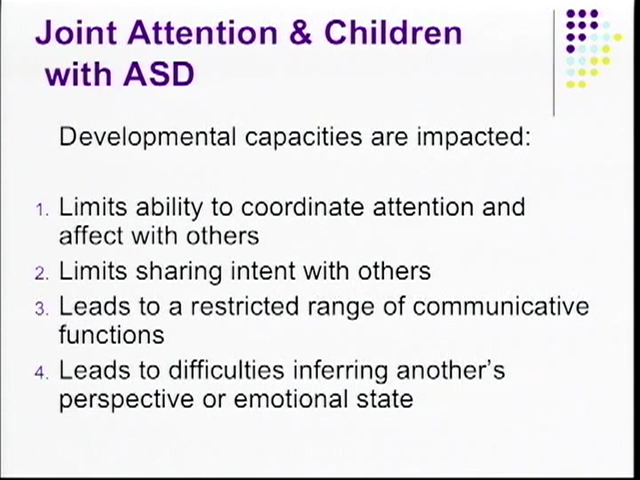 Joint Attention & Children
with ASD
Developmental capacities are impacted:
1. Limits ability to coordinate attention and
affect with others
2. Limits sharing intent with others
3. Leads to a restricted range of communicative
functions
4. Leads to difficulties inferring another's
perspective or emotional state